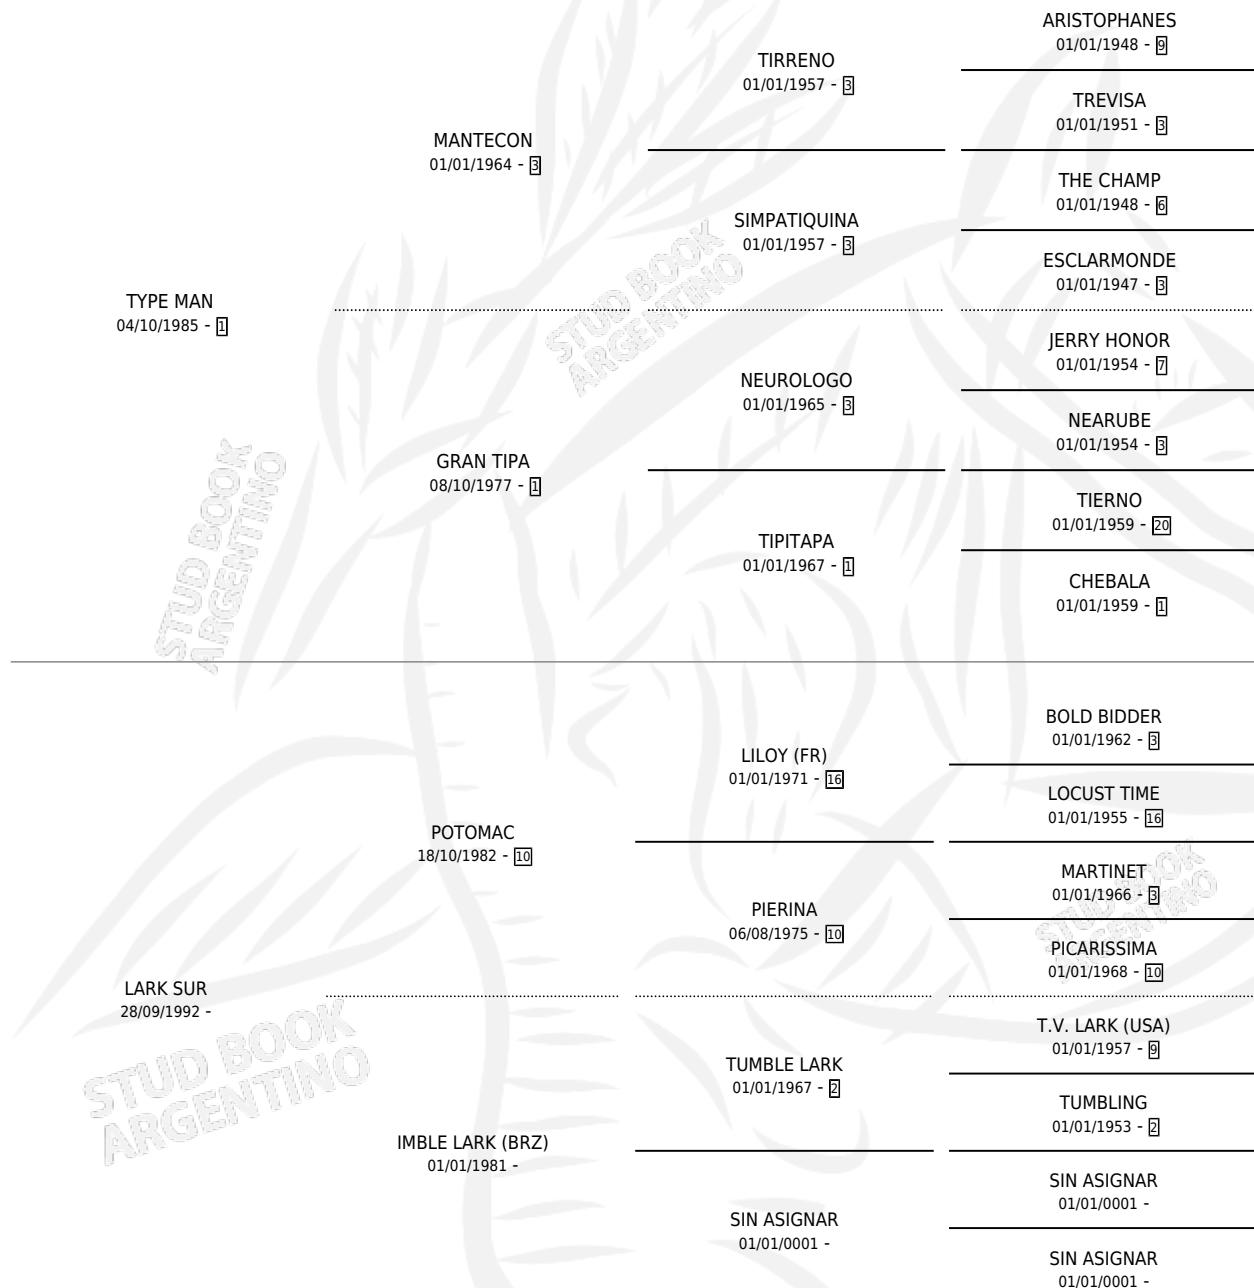 ARISTOPHANES
01/01/1948 - 9
TIRRENO
01/01/1957 - 3
TREVISA
01/01/1951 - 3
MANTECON
01/01/1964 - 3
THE CHAMP
01/01/1948 - 6
SIMPATIQUINA
01/01/1957 - 3
ESCLARMONDE
01/01/1947 - 3
TYPE MAN
04/10/1985 - 1
STUD BOOK
ARGENTINO
JERRY HONOR
01/01/1954 - 7
NEUROLOGO
01/01/1965 - 3
NEARUBE
01/01/1954 - 3
GRAN TIPA
08/10/1977 - 1
TIERNO
01/01/1959 - 20
TIPITAPA
01/01/1967 - 1
STUD BOOK
ARGENTINO
CHEBALA
01/01/1959 - 1
BOLD BIDDER
01/01/1962 - 3
LILOY (FR)
01/01/1971 - 16
LOCUST TIME
01/01/1955 - 16
POTOMAC
18/10/1982 - 10
MARTINET
01/01/1966 - 3
STUD BOOK
ARGENTINO
PIERINA
06/08/1975 - 10
PICARISSIMA
01/01/1968 - 10
LARK SUR
28/09/1992 -
STUD BOOK
ARGENTINO
T.V. LARK (USA)
01/01/1957 - 9
TUMBLE LARK
01/01/1967 - 2
TUMBLING
01/01/1953 - 2
IMBLE LARK (BRZ)
01/01/1981 -
SIN ASIGNAR
01/01/0001 -
SIN ASIGNAR
01/01/0001 -
SIN ASIGNAR
01/01/0001 -